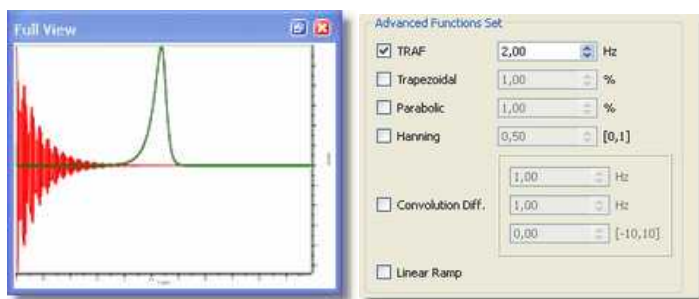 Full View
Advanced Functions Set
TRAF 2,00 Hz
Trapezoidal 1,00 %
Parabolic 1,00 %
Hanning 0,50 [0,1]
1,00 Hz
Convolution Diff. 1,00 Hz
0,00 [-10,10]
Linear Ramp